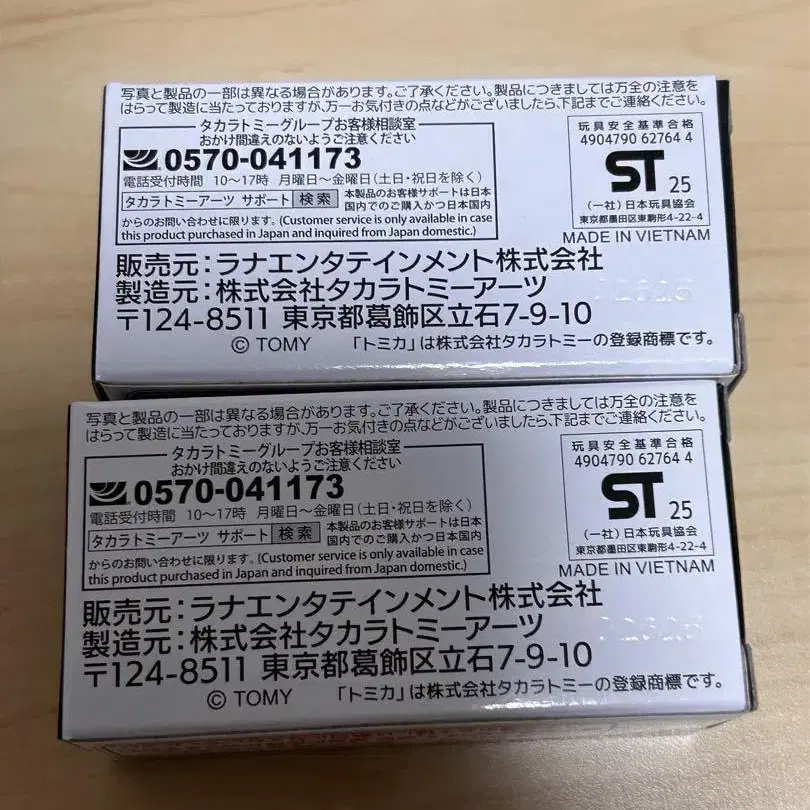 写真と製品の一部は異なる場合があります。ご了承ください。製品につきましては万全の注意を
はらって製造に当たっておりますが、万一お気付きの点などがございましたら、下記までご連絡ください。
タカラトミーグループお客様相談室
おかけ間違えのないようご注意ください
0570-041173
電話受付時間 10～17時 月曜日～金曜日(土日・祝日を除く)
タカラトミーアーツ サポート 検索 本製品のお客様サポートは日本
国内でのご購入かつ日本国内
からのお問い合わせに限ります。(Customer service is only available in case
this product purchased in Japan and inquired from Japan domestic.)
玩具安全基準合格
4904790 62764 4
ST 25
(一社)日本玩具協会
東京都墨田区東駒形4-22-4
MADE IN VIETNAM
販売元:ラナエンタテインメント株式会社
製造元:株式会社タカラトミーアーツ
〒124-8511 東京都葛飾区立石7-9-10
© TOMY 「トミカ」は株式会社タカラトミーの登録商標です。
写真と製品の一部は異なる場合があります。ご了承ください。製品につきましては万全の注意を
はらって製造に当たっておりますが、万一お気付きの点などがございましたら、下記までご連絡ください。
タカラトミーグループお客様相談室
おかけ間違えのないようご注意ください
0570-041173
電話受付時間 10～17時 月曜日～金曜日(土日・祝日を除く)
タカラトミーアーツ サポート 検索 本製品のお客様サポートは日本
国内でのご購入かつ日本国内
からのお問い合わせに限ります。(Customer service is only available in case
this product purchased in Japan and inquired from Japan domestic.)
玩具安全基準合格
4904790 62764 4
ST 25
(一社)日本玩具協会
東京都墨田区東駒形4-22-4
MADE IN VIETNAM
販売元:ラナエンタテインメント株式会社
製造元:株式会社タカラトミーアーツ
〒124-8511 東京都葛飾区立石7-9-10
© TOMY 「トミカ」は株式会社タカラトミーの登録商標です。